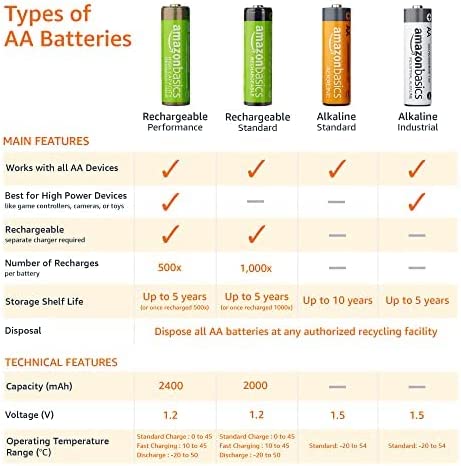 Types of
AA Batteries
amazonbasics
amazonbasics
amazonbasics
amazonbasics
Rechargeable
Performance
Rechargeable
Standard
Alkaline
Standard
Alkaline
Industrial
MAIN FEATURES
Works with all AA Devices ✓ ✓ ✓ ✓
Best for High Power Devices
like game controllers, cameras, or toys ✓ — — ✓
Rechargeable
separate charger required ✓ ✓ — —
Number of Recharges
per battery
500x 1,000x — —
Storage Shelf Life
Up to 5 years
(or once recharged 500x)
Up to 5 years
(or once recharged 1000x)
Up to 10 years
Up to 5 years
Disposal
Dispose all AA batteries at any authorized recycling facility
TECHNICAL FEATURES
Capacity (mAh) 2400 2000 — —
Voltage (V) 1.2 1.2 1.5 1.5
Operating Temperature
Range (°C)
Standard Charge : 0 to 45
Fast Charging : 10 to 45
Discharge : -20 to 50
Standard Charge : 0 to 45
Fast Charging : 10 to 45
Discharge : -20 to 50
Standard: -20 to 54
Standard: -20 to 54